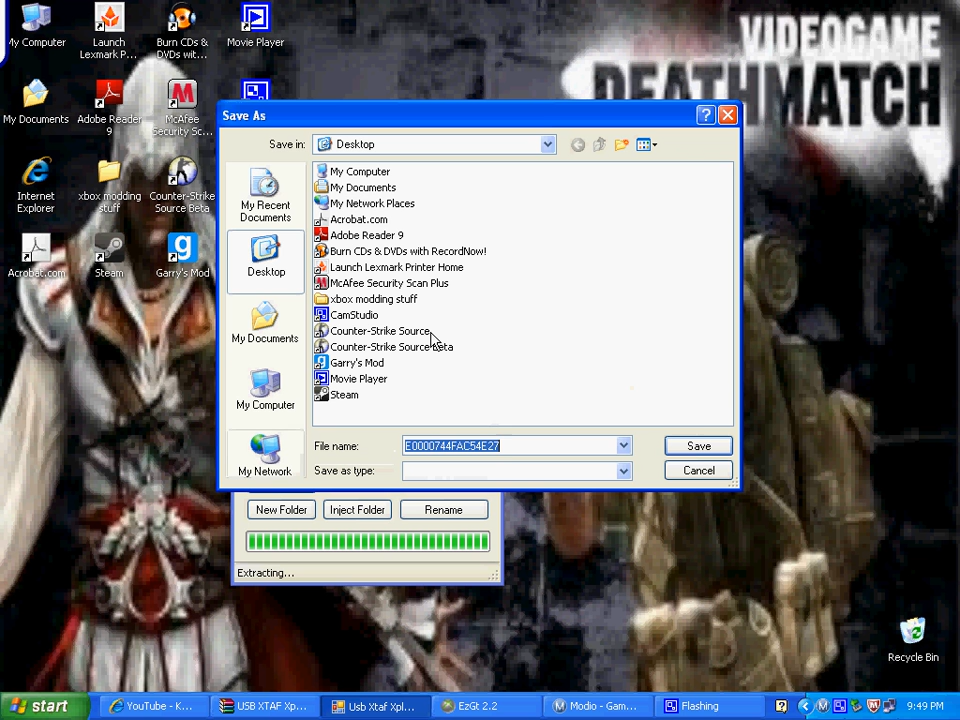 My Computer
Launch
Lexmark P...
Burn CDs &
DVDs wit...
Movie Player
VIDEOGAME
DEATHMATCH
My Documents
Adobe Reader
9
McAfee
Security Sc...
Internet
Explorer
xbox modding
stuff
Counter-Strike
Source Beta
Acrobat.com
Steam
Garry's Mod
Save As
Save in:
Desktop
My Recent
Documents
Desktop
My Documents
My Computer
My Network
My Computer
My Documents
My Network Places
Acrobat.com
Adobe Reader 9
Burn CDs & DVDs with RecordNow!
Launch Lexmark Printer Home
McAfee Security Scan Plus
xbox modding stuff
CamStudio
Counter-Strike Source
Counter-Strike Source Beta
Garry's Mod
Movie Player
Steam
File name:
E0000744FAC54E27
Save
Save as type:
Cancel
New Folder
Inject Folder
Rename
Extracting...
Recycle Bin
start
YouTube - K...
USB XTAF Xp...
Usb Xtaf Xpl...
EzGt 2.2
Modio - Gam...
Flashing
9:49 PM